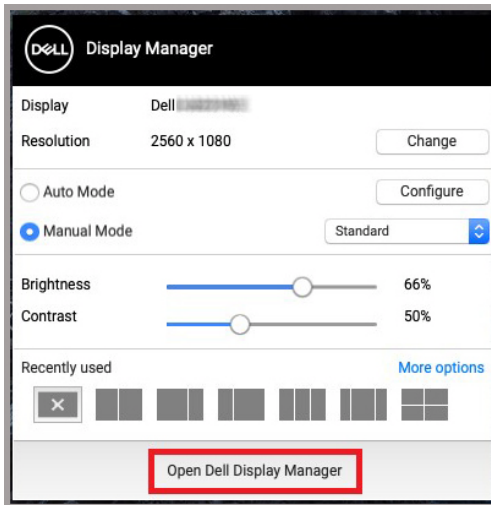 DELL Display Manager
Display Dell
Resolution 2560 x 1080 Change
Auto Mode Configure
Manual Mode Standard
Brightness 66%
Contrast 50%
Recently used More options
Open Dell Display Manager